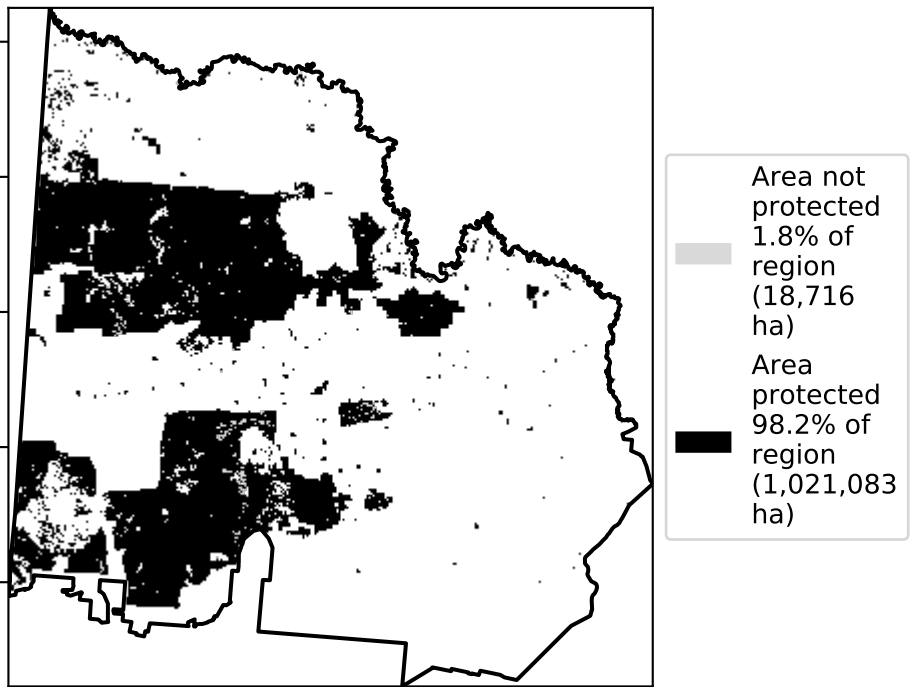 Area not
protected
1.8% of
region
(18,716
ha)
Area
protected
98.2% of
region
(1,021,083
ha)